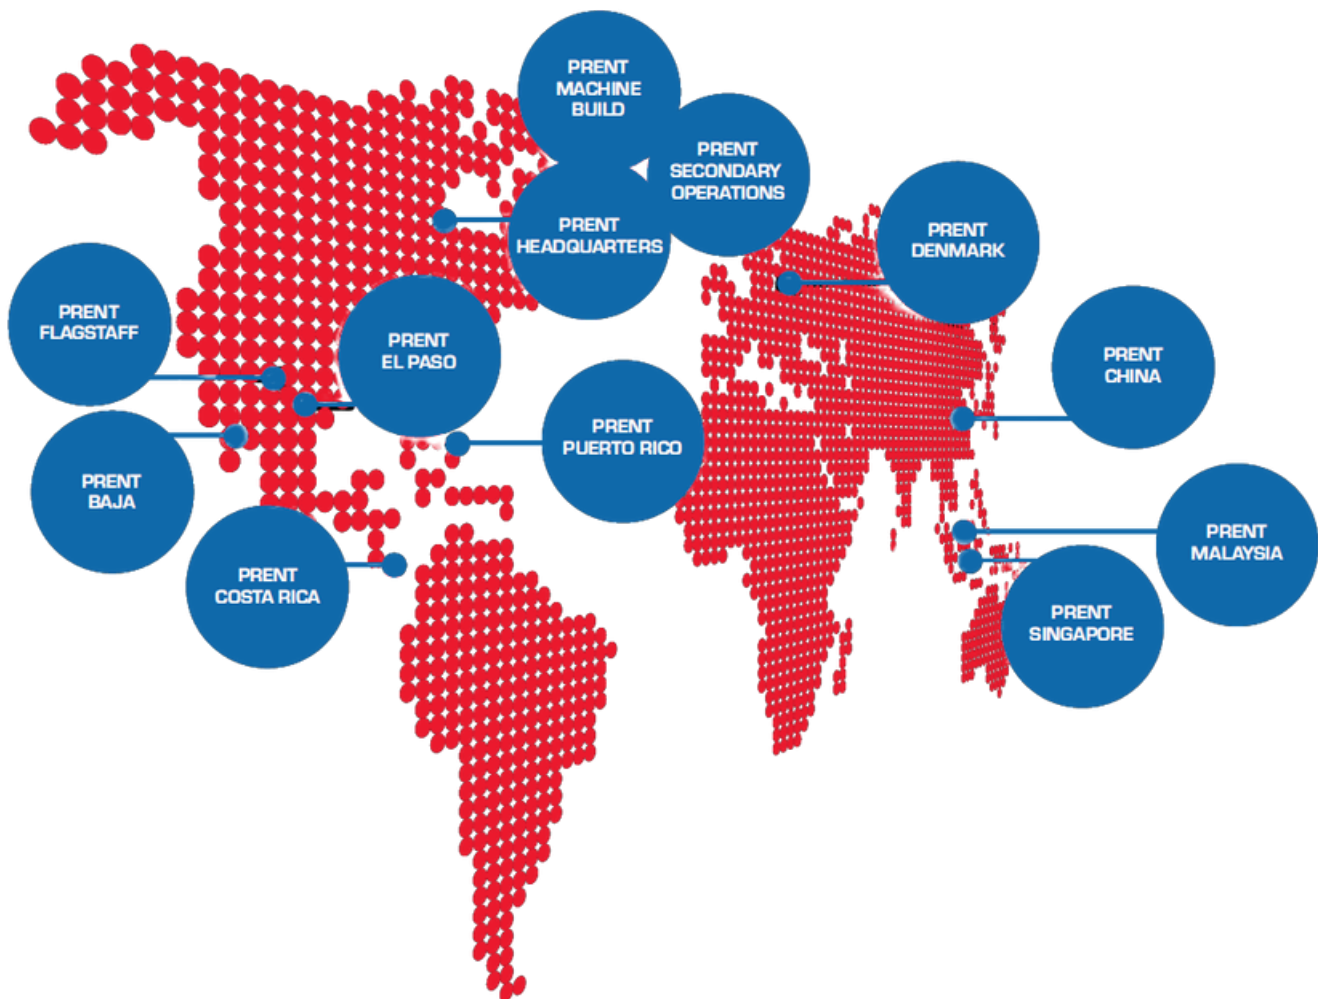 PRENT
MACHINE
BUILD
PRENT
SECONDARY
OPERATIONS
PRENT
HEADQUARTERS
PRENT
DENMARK
PRENT
FLAGSTAFF
PRENT
EL PASO
PRENT
CHINA
PRENT
PUERTO RICO
PRENT
BAJA
PRENT
MALAYSIA
PRENT
COSTA RICA
PRENT
SINGAPORE